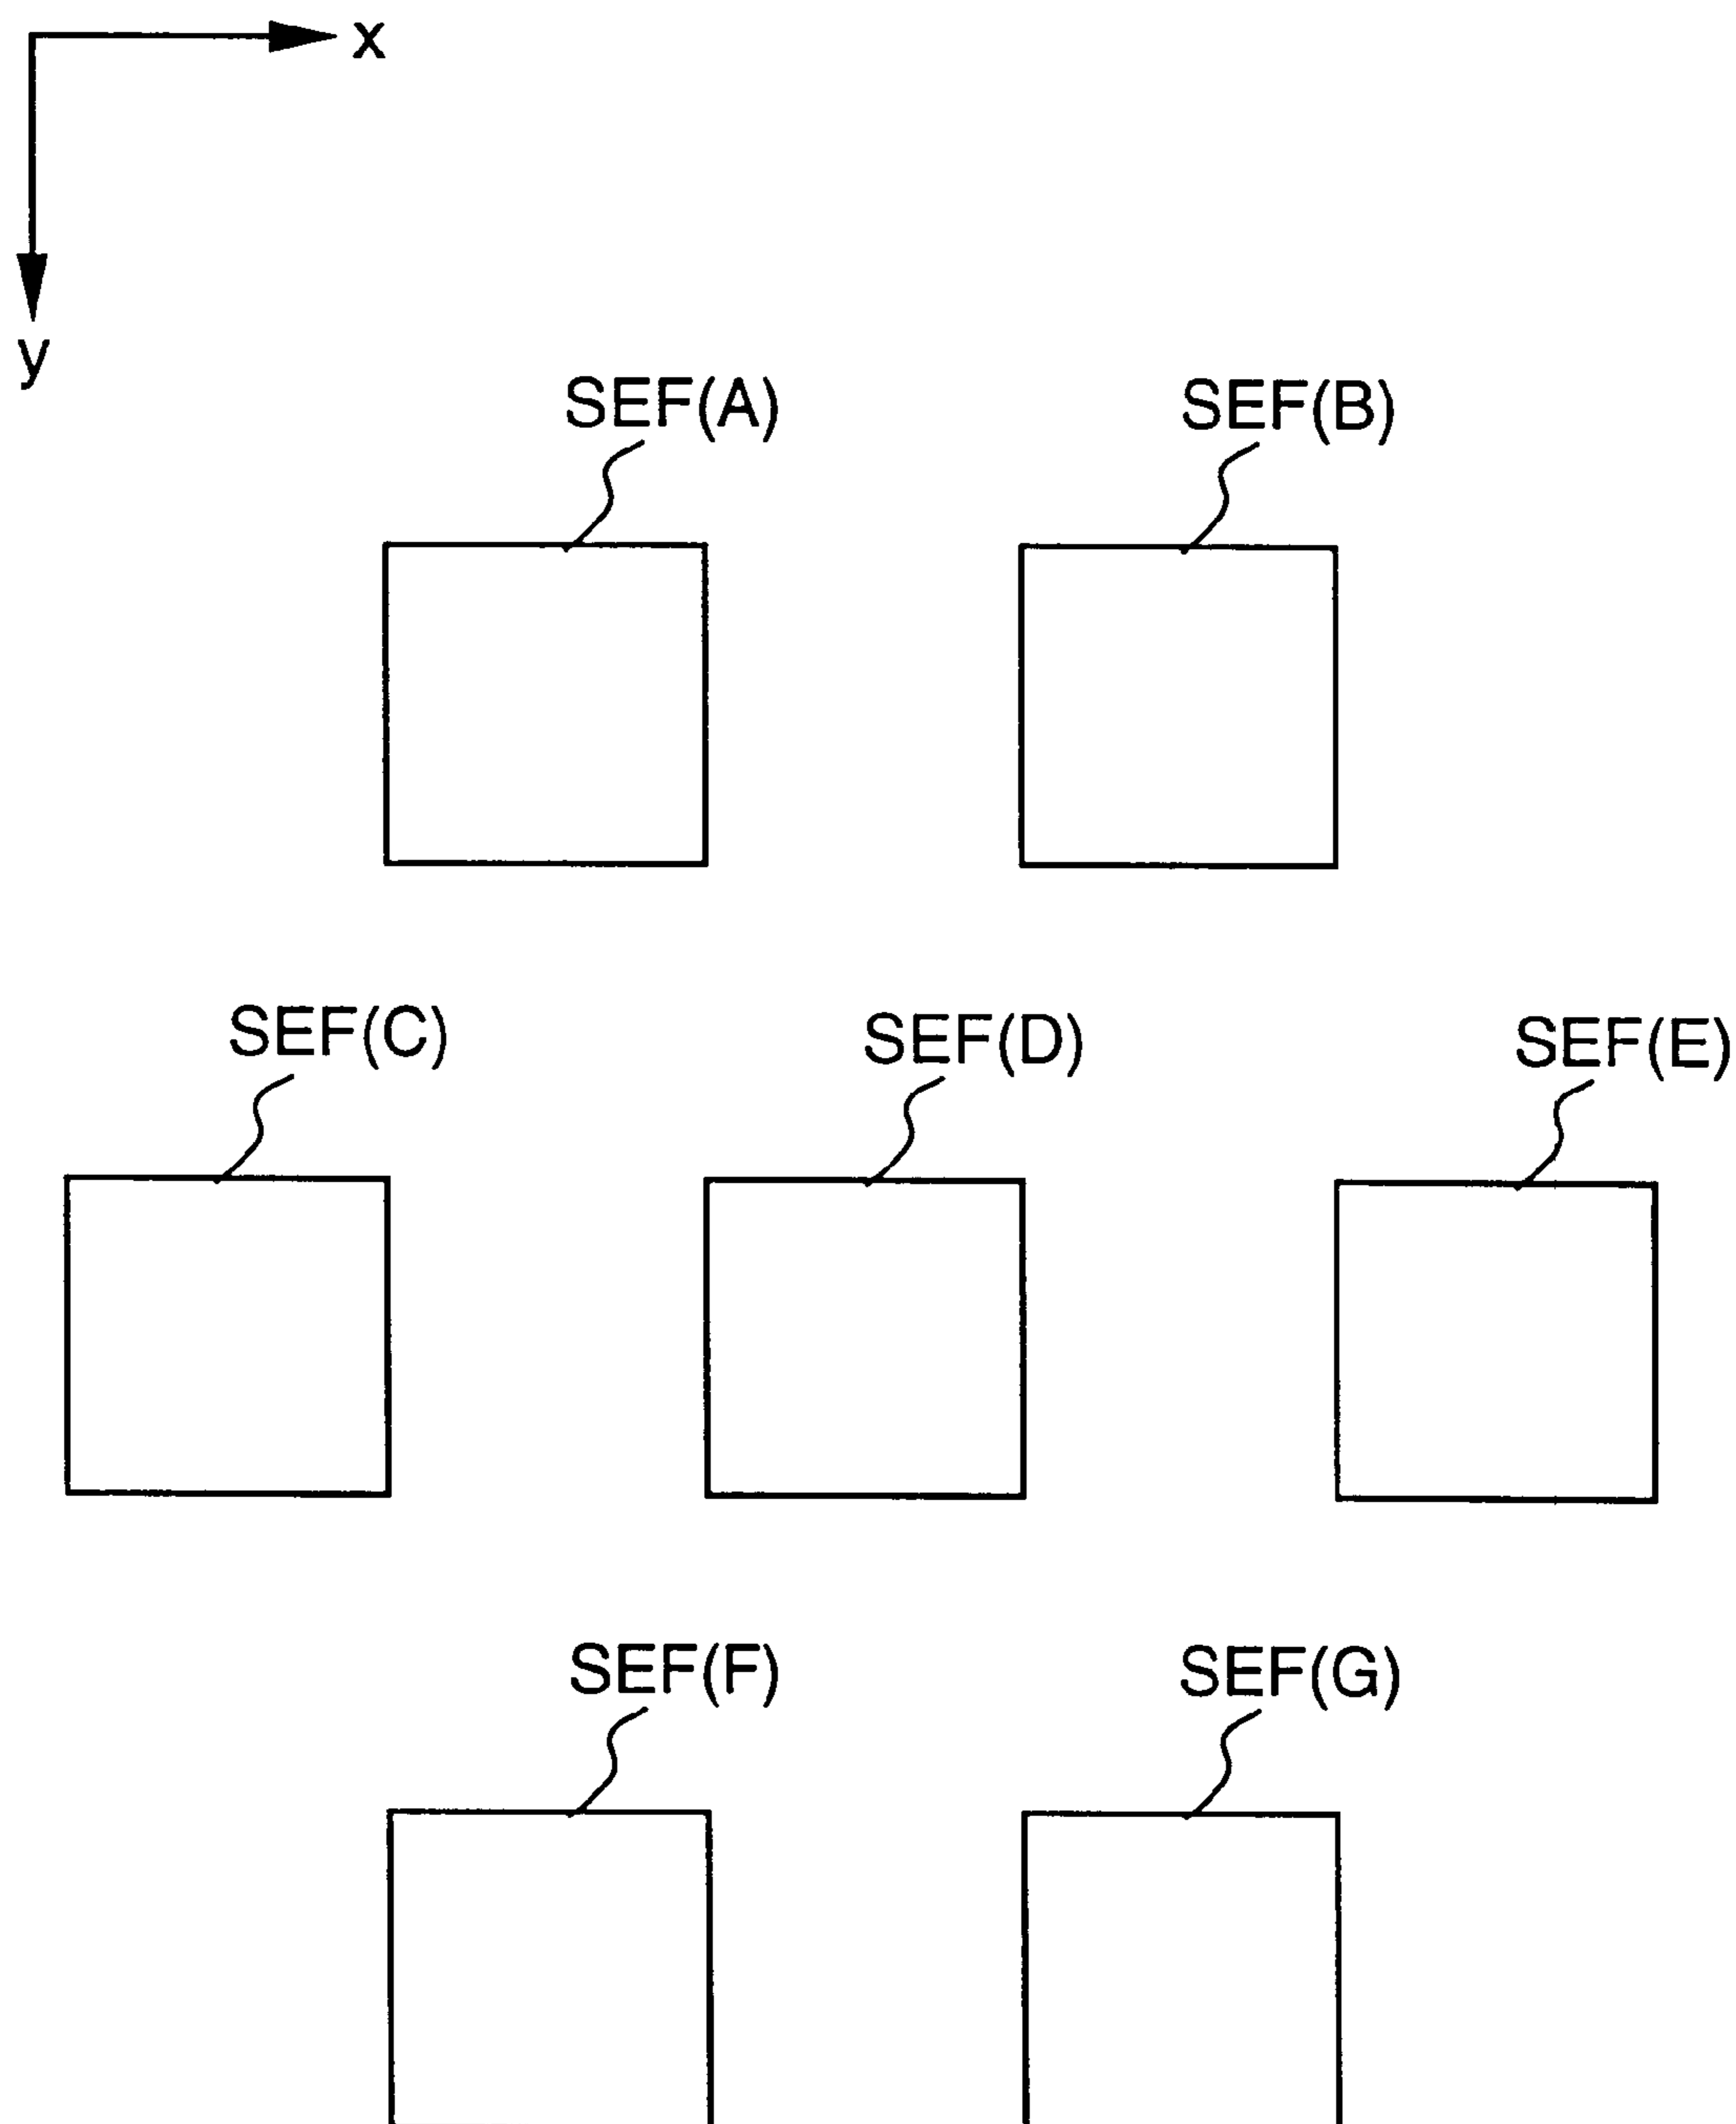 x
y
SEF(A) SEF(B)
SEF(C) SEF(D) SEF(E)
SEF(F) SEF(G)